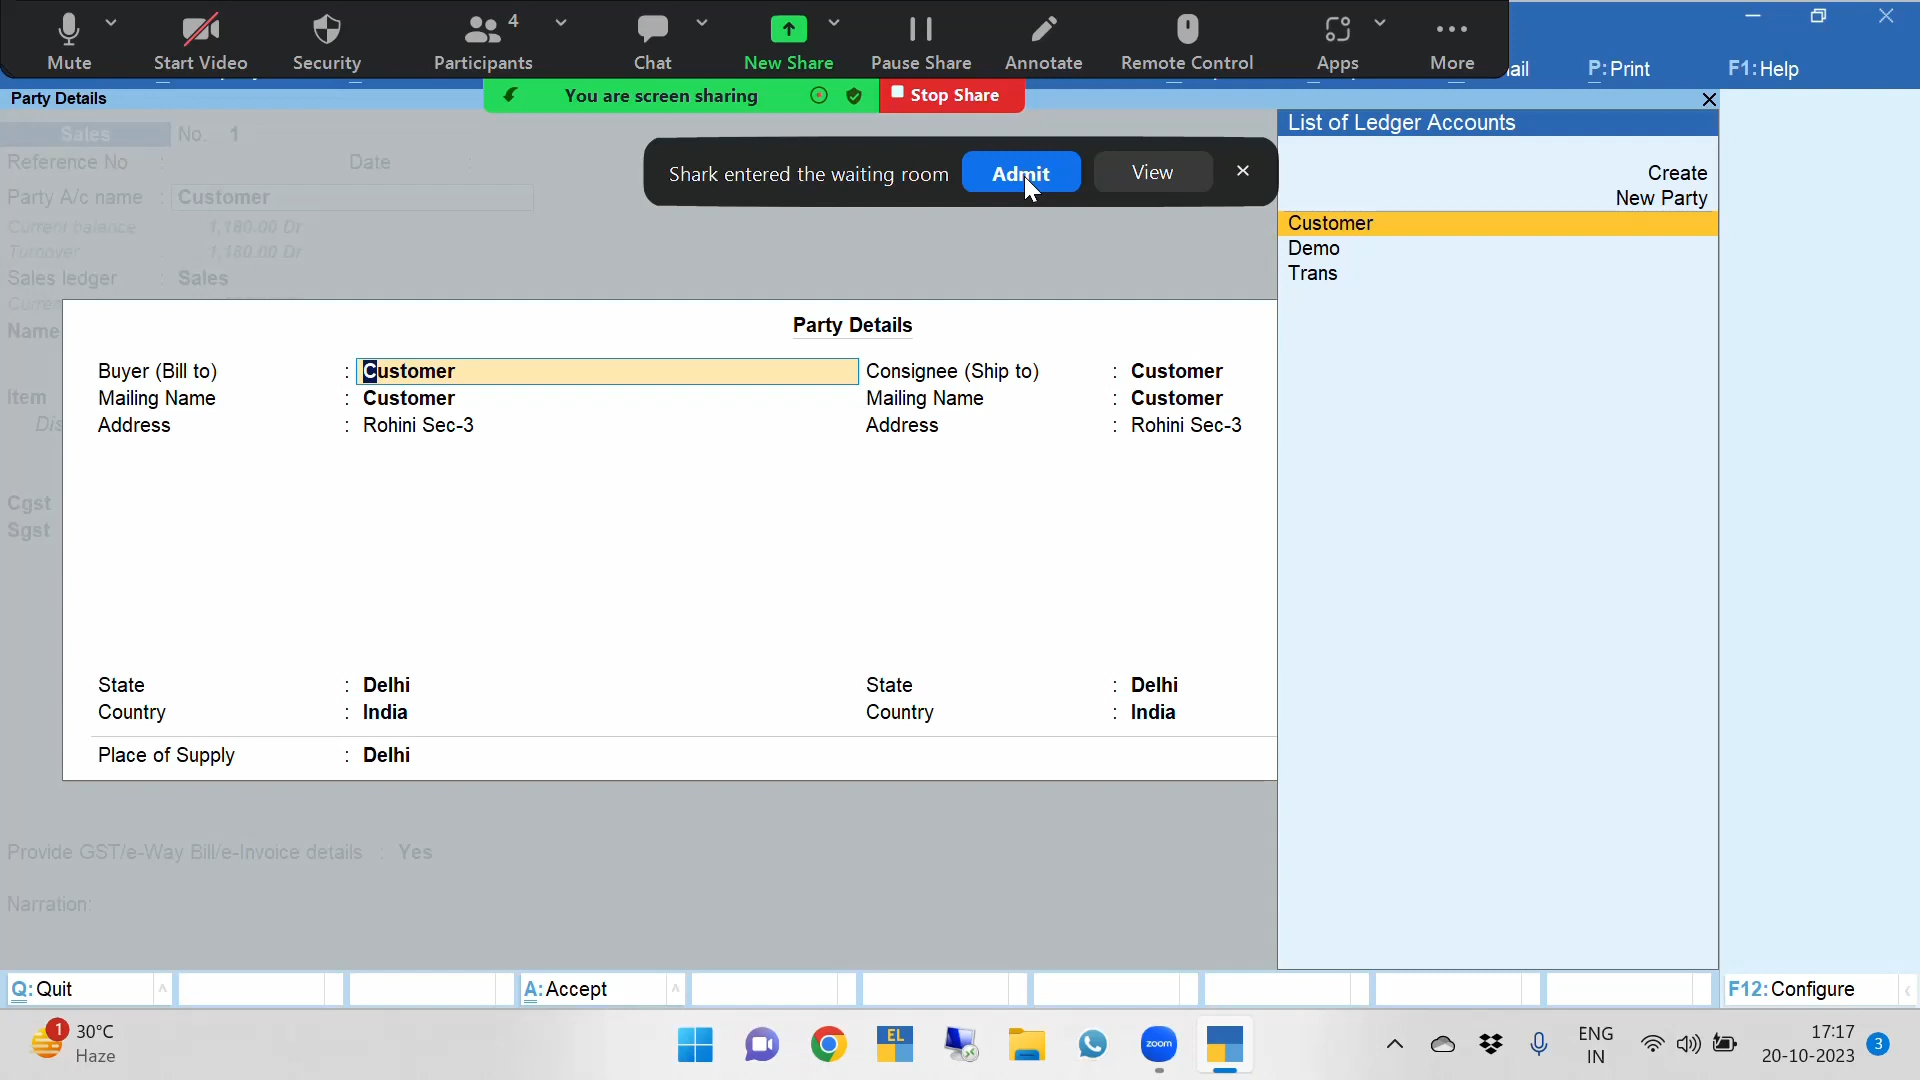 Mute
Start Video
Security
4
Participants
Chat
New Share
Pause Share
Annotate
Remote Control
Apps
More
ail
P: Print
F1: Help
Party Details
You are screen sharing
Stop Share
Sales No. 1
Reference No : Date :
Party A/c name : Customer
Current balance 1,180.00 Dr
Turnover 1,180.00 Dr
Sales ledger : Sales
Curre
Name
Item
Dis
Cgst
Sgst
Shark entered the waiting room Admit View
List of Ledger Accounts
Create
New Party
Customer
Demo
Trans
Party Details
Buyer (Bill to) : Customer Consignee (Ship to) : Customer
Mailing Name : Customer Mailing Name : Customer
Address : Rohini Sec-3 Address : Rohini Sec-3
State : Delhi State : Delhi
Country : India Country : India
Place of Supply : Delhi
Provide GST/e-Way Bill/e-Invoice details : Yes
Narration:
Q: Quit
A: Accept
F12: Configure
1
30°C
Haze
EL
zoom
ENG
IN
17:17
20-10-2023
3